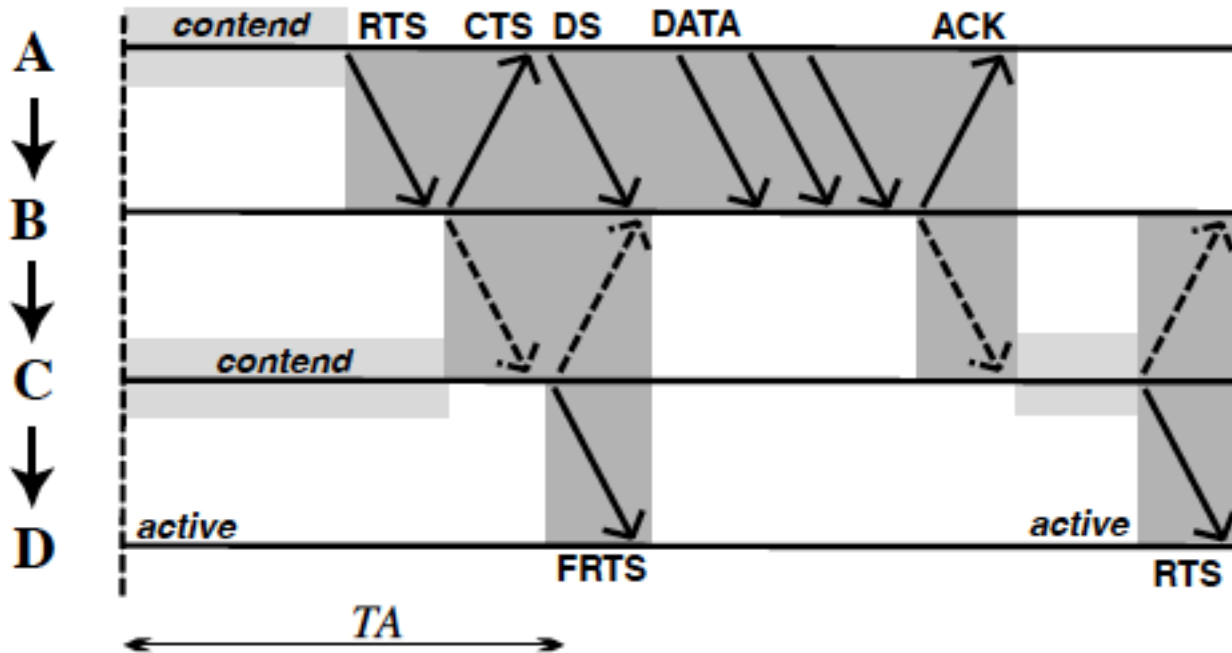 contend RTS CTS DS DATA ACK
A
B
contend
C
active active
D
FRTS RTS
TA